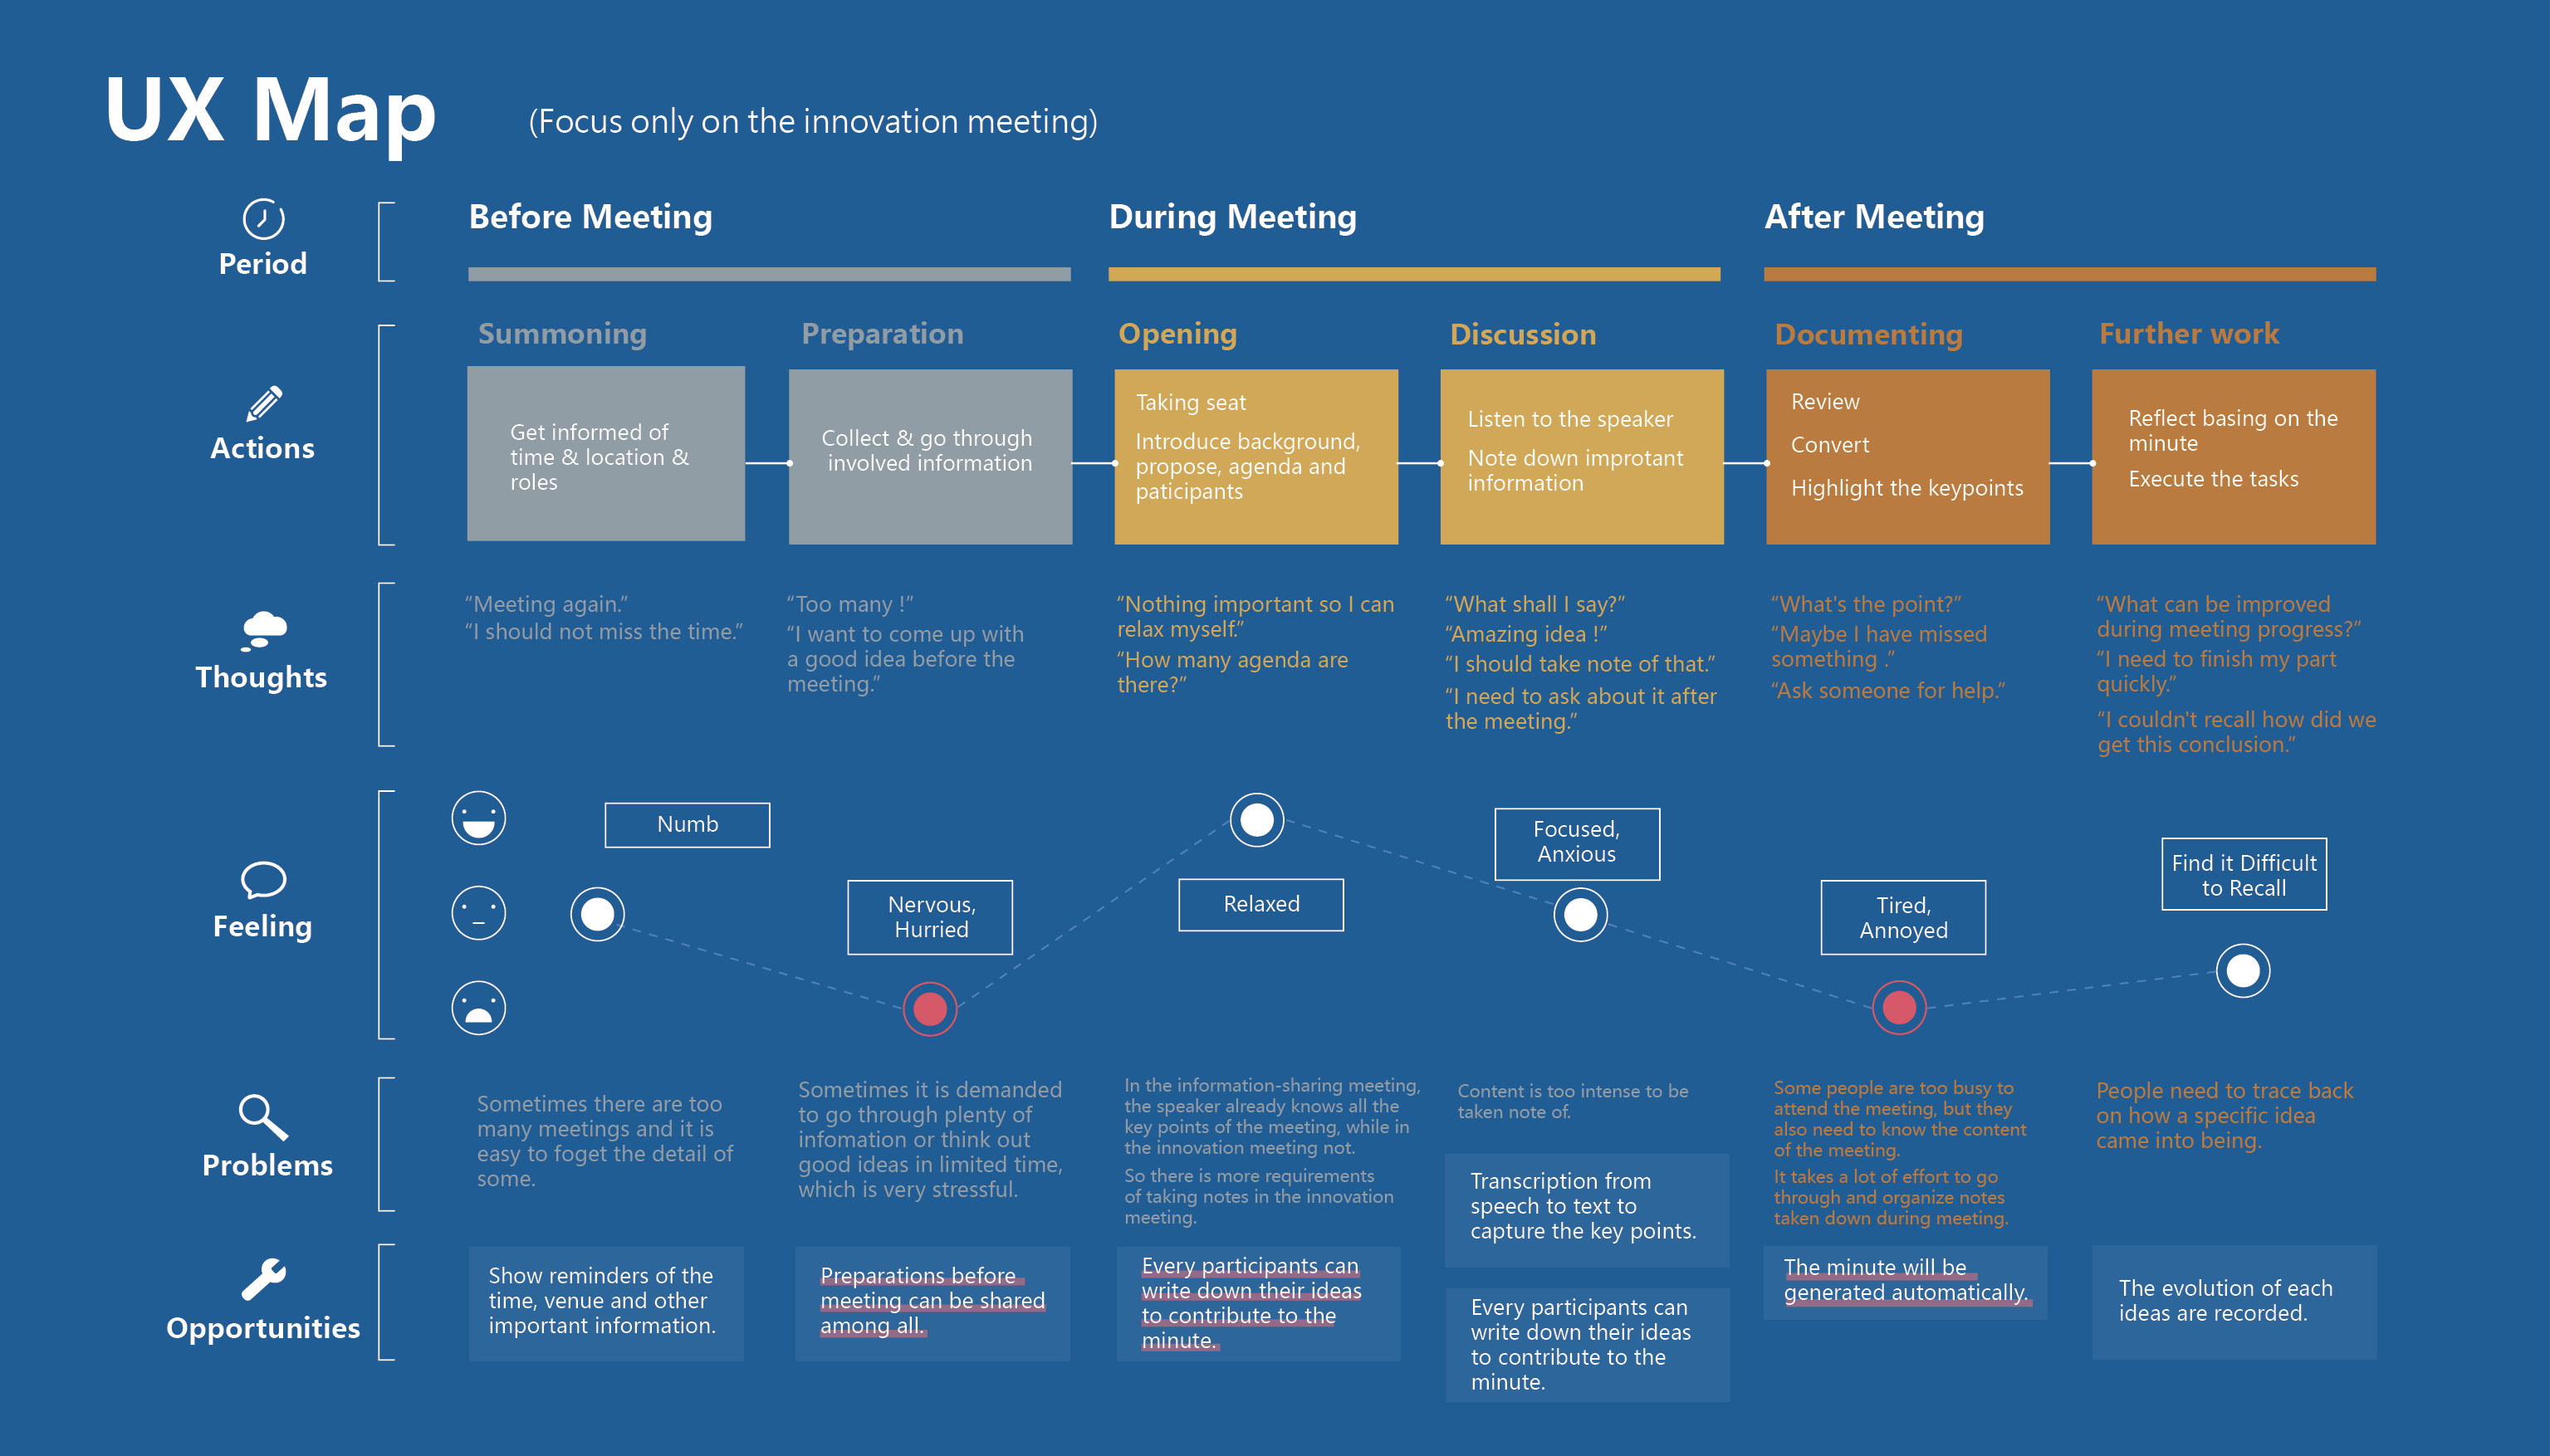 UX Map
(Focus only on the innovation meeting)
Period
Before Meeting
During Meeting
After Meeting
Actions
Summoning
Get informed of
time & location &
roles
Preparation
Collect & go through
involved information
Opening
Taking seat
Introduce background,
propose, agenda and
paticipants
Discussion
Listen to the speaker
Note down improtant
information
Documenting
Review
Convert
Highlight the keypoints
Further work
Reflect basing on the
minute
Execute the tasks
Thoughts
“Meeting again.”
“I should not miss the time.”
“Too many !”
“I want to come up with
a good idea before the
meeting.”
“Nothing important so I can
relax myself.”
“How many agenda are
there?”
“What shall I say?”
“Amazing idea !”
“I should take note of that.”
“I need to ask about it after
the meeting.”
“What's the point?”
“Maybe I have missed
something .”
“Ask someone for help.”
“What can be improved
during meeting progress?”
“I need to finish my part
quickly.”
“I couldn't recall how did we
get this conclusion.”
Feeling
Numb
Nervous,
Hurried
Relaxed
Focused,
Anxious
Tired,
Annoyed
Find it Difficult
to Recall
Problems
Sometimes there are too
many meetings and it is
easy to foget the detail of
some.
Sometimes it is demanded
to go through plenty of
infomation or think out
good ideas in limited time,
which is very stressful.
In the information-sharing meeting,
the speaker already knows all the
key points of the meeting, while in
the innovation meeting not.
So there is more requirements
of taking notes in the innovation
meeting.
Content is too intense to be
taken note of.
Some people are too busy to
attend the meeting, but they
also need to know the content
of the meeting.
It takes a lot of effort to go
through and organize notes
taken down during meeting.
People need to trace back
on how a specific idea
came into being.
Opportunities
Show reminders of the
time, venue and other
important information.
Preparations before
meeting can be shared
among all.
Every participants can
write down their ideas
to contribute to the
minute.
Transcription from
speech to text to
capture the key points.
Every participants can
write down their ideas
to contribute to the
minute.
The minute will be
generated automatically.
The evolution of each
ideas are recorded.